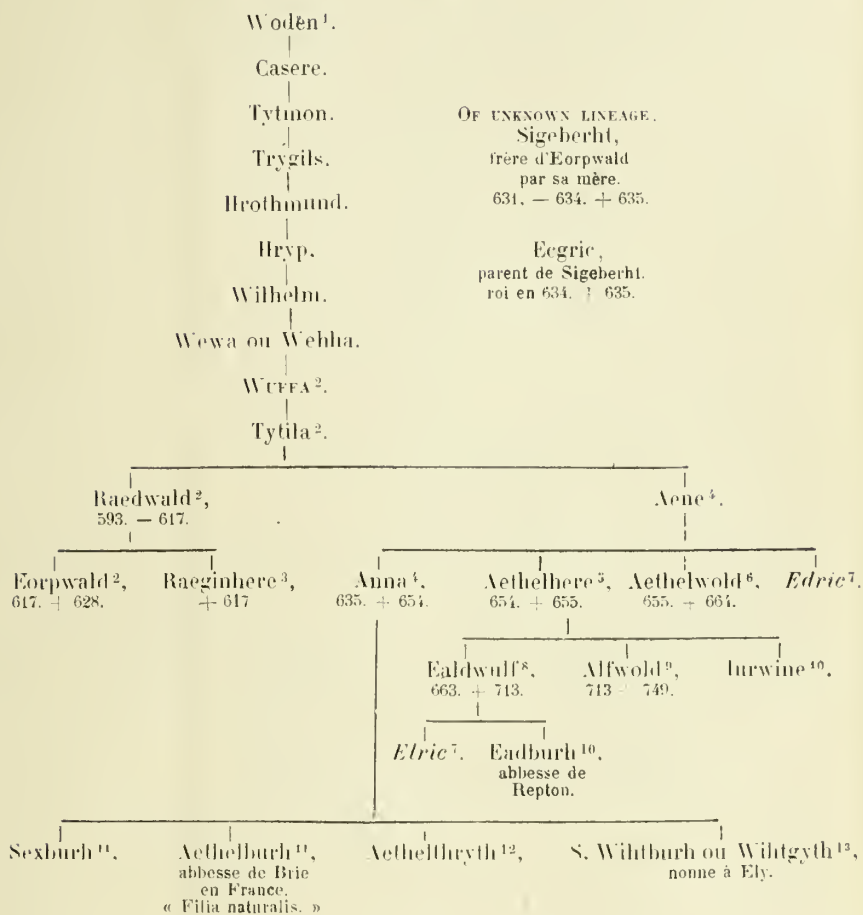 Woden¹.
Casere.
Tytmon.
Trygils.
Hrothmund.
Hryp.
Wilhelm.
Wewa ou Wehha.
WUFFA².
Tytila².
OF UNKNOWN LINEAGE.
Sigeberht,
frère d'Eorpwald
par sa mère.
631. — 634. + 635.
Ecgric,
parent de Sigeberht.
roi en 634. + 635.
Raedwald²,
593. — 617.
Aene⁴.
Eorpwald²,
617. + 628.
Raeginhere³,
+ 617
Anna⁴.
635. + 654.
Aethelhere⁵,
654. + 655.
Aethelwold⁶,
655. + 664.
Edric⁷.
Ealdwulf⁸,
663. + 713.
Alfwold⁹,
713 - 749.
Iurwine¹⁰.
Elric⁷.
Eadburh¹⁰.
abbesse de
Repton.
Sexburh¹¹.
Aethelburh¹¹,
abbesse de Brie
en France.
« Filia naturalis. »
Aethelthryth¹²,
S. Wihtburh ou Wihtgyth¹³,
nonne à Ely.